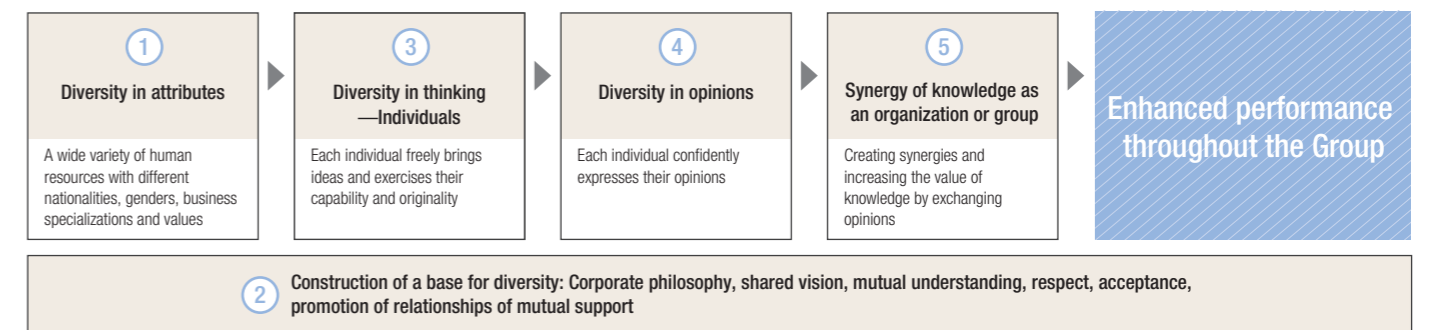 1
Diversity in attributes
A wide variety of human
resources with different
nationalities, genders, business
specializations and values
3
Diversity in thinking
—Individuals
Each individual freely brings
ideas and exercises their
capability and originality
4
Diversity in opinions
Each individual confidently
expresses their opinions
5
Synergy of knowledge as
an organization or group
Creating synergies and
increasing the value of
knowledge by exchanging
opinions
Enhanced performance
throughout the Group
2
Construction of a base for diversity: Corporate philosophy, shared vision, mutual understanding, respect, acceptance,
promotion of relationships of mutual support